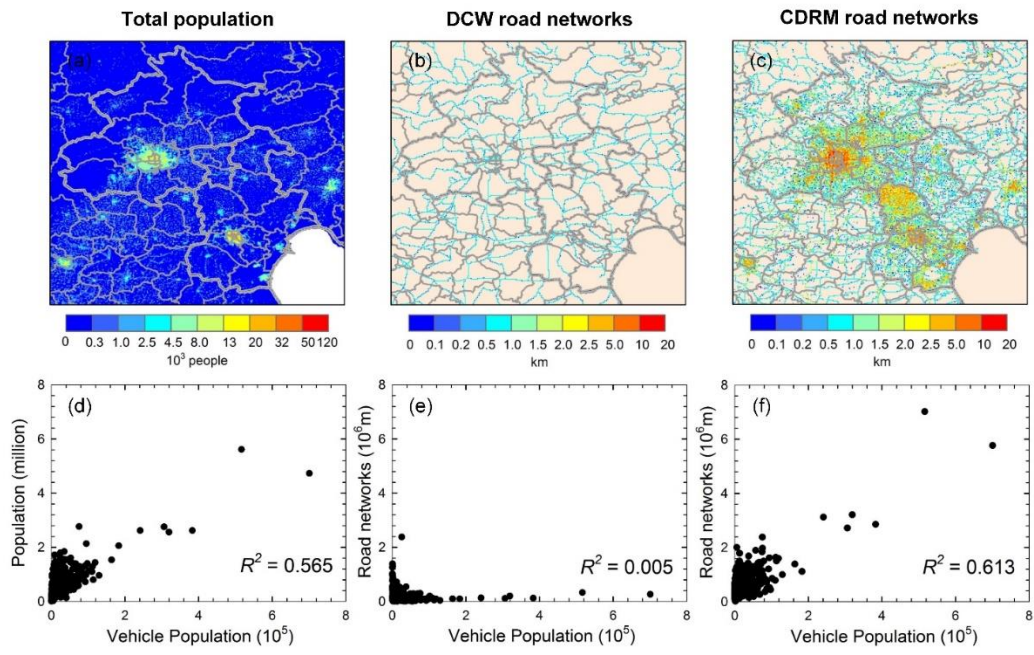 Total population
DCW road networks
CDRM road networks
(a)
(b)
(c)
0 0.3 1.0 2.5 4.5 8.0 13 20 32 50 120
10³ people
0 0.1 0.2 0.5 1.0 1.5 2.0 2.5 5.0 10 20
km
0 0.1 0.2 0.5 1.0 1.5 2.0 2.5 5.0 10 20
km
(d)
Population (million)
8
6
4
2
0
R² = 0.565
0 2 4 6 8
Vehicle Population (10⁵)
(e)
Road networks (10⁶m)
8
6
4
2
0
R² = 0.005
0 2 4 6 8
Vehicle Population (10⁵)
(f)
Road networks (10⁶m)
8
6
4
2
0
R² = 0.613
0 2 4 6 8
Vehicle Population (10⁵)